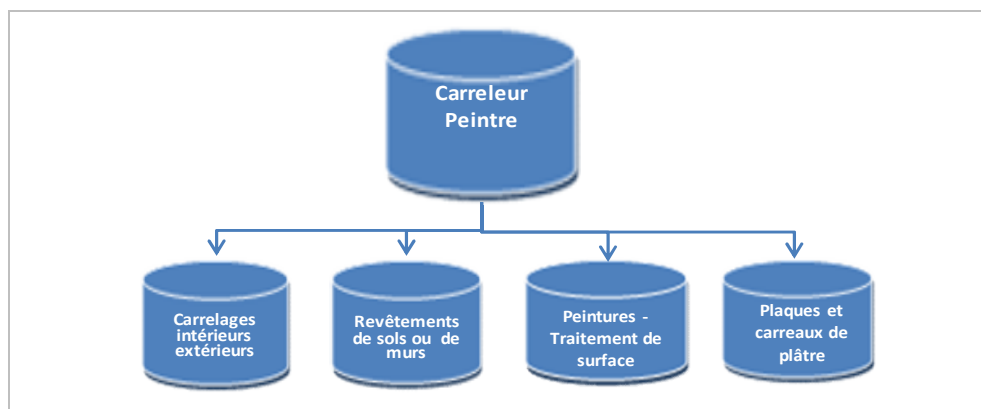 Carreleur
Peintre
Carrelages
intérieurs
extérieurs
Revêtements
de sols ou de
murs
Peintures -
Traitement de
surface
Plaques et
carreaux de
plâtre